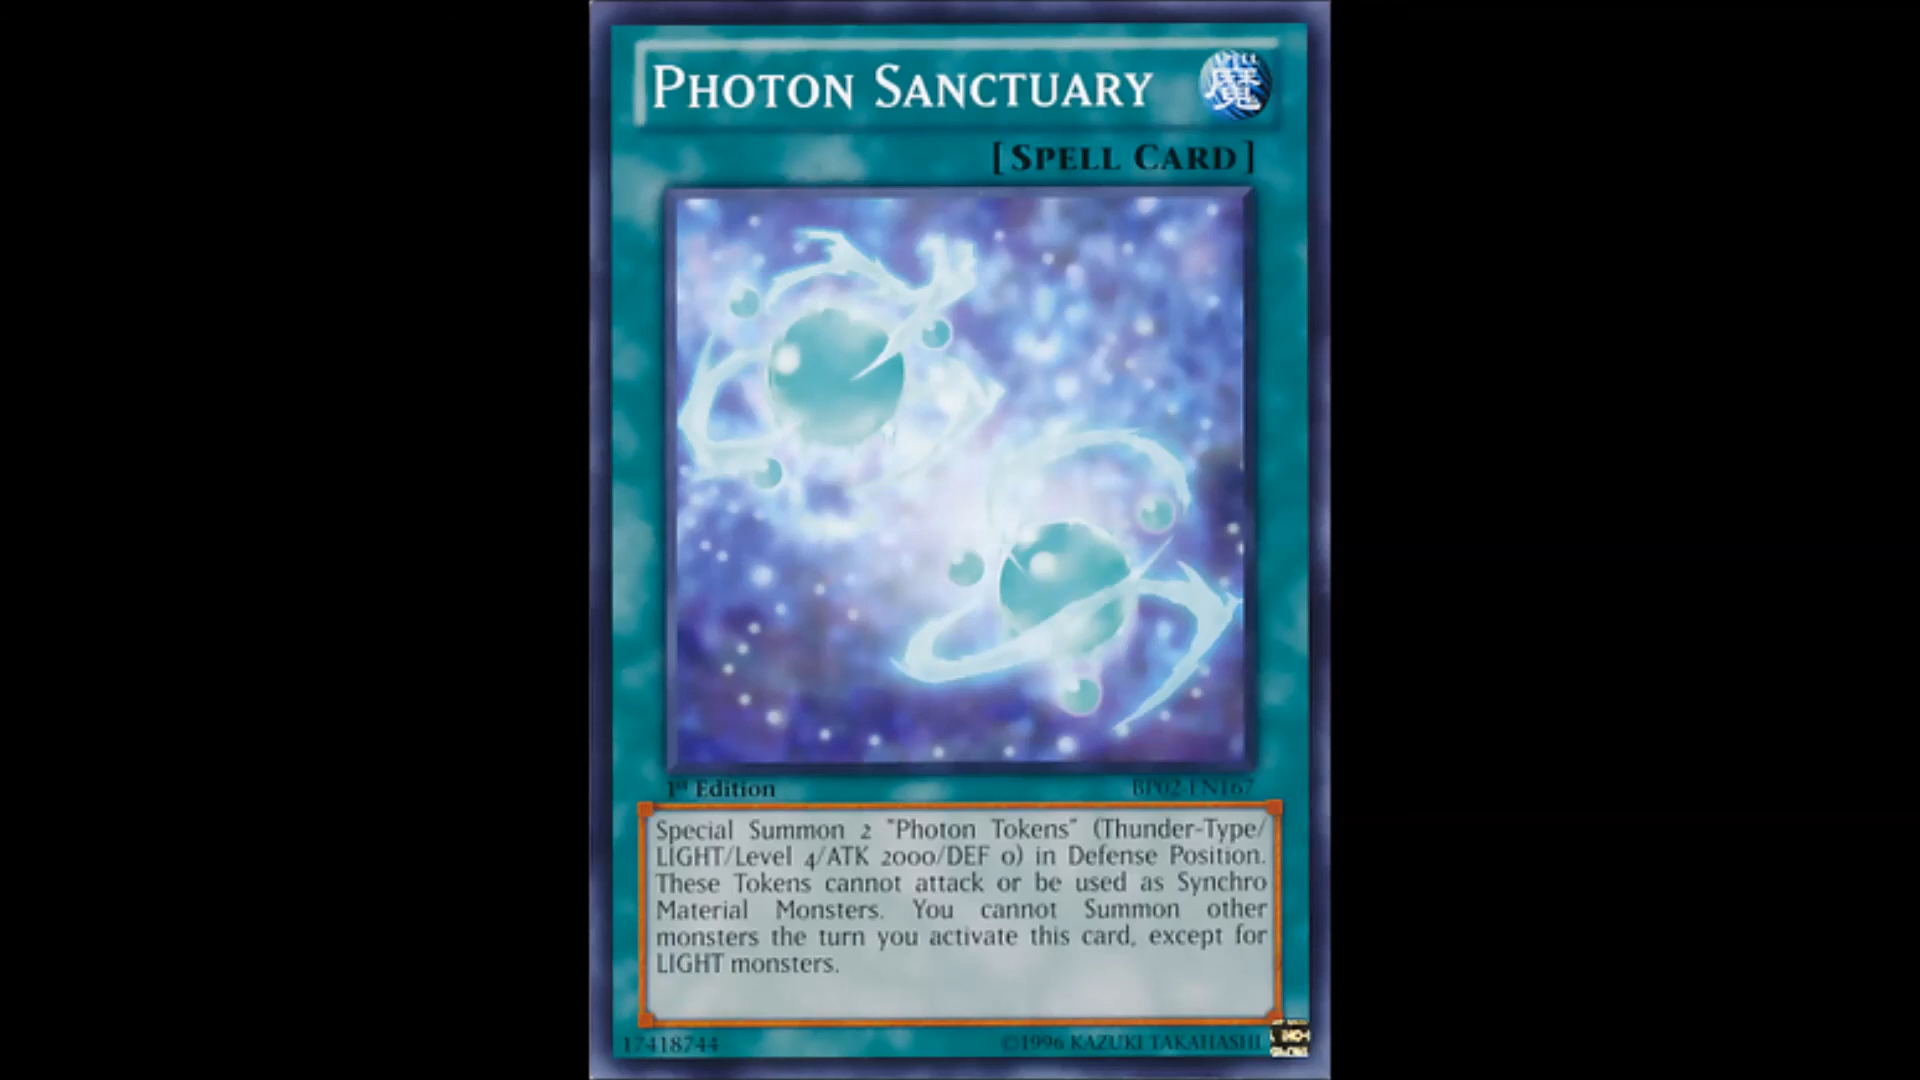 PHOTON SANCTUARY
魔
[SPELL CARD]
1st Edition
BP02-EN167
Special Summon 2 "Photon Tokens" (Thunder-Type/
LIGHT/Level 4/ATK 2000/DEF 0) in Defense Position.
These Tokens cannot attack or be used as Synchro
Material Monsters. You cannot Summon other
monsters the turn you activate this card, except for
LIGHT monsters.
17418744
©1996 KAZUKI TAKAHASHI